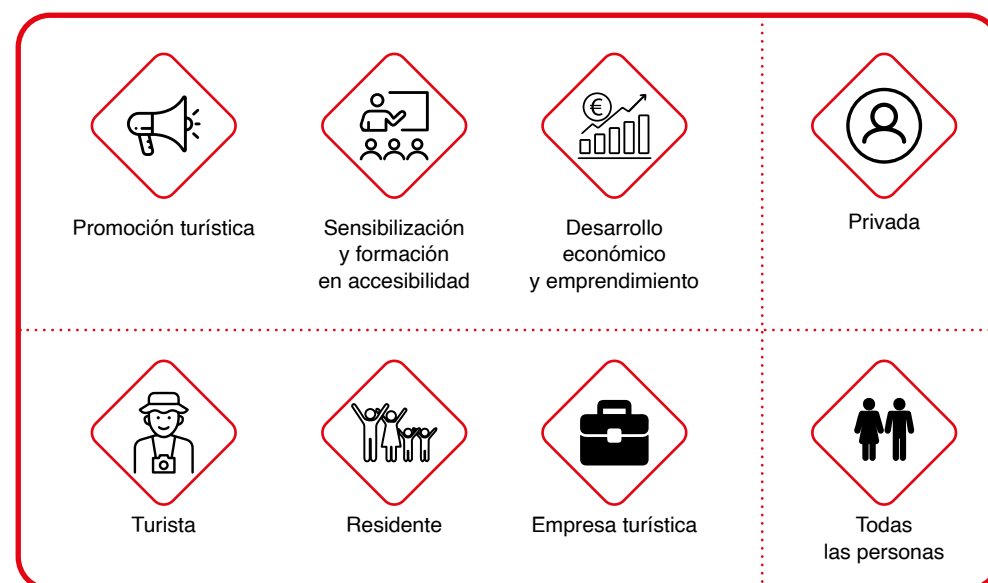 Promoción turística
Sensibilización
y formación
en accesibilidad
Desarrollo
económico
y emprendimiento
Privada
Turista
Residente
Empresa turística
Todas
las personas